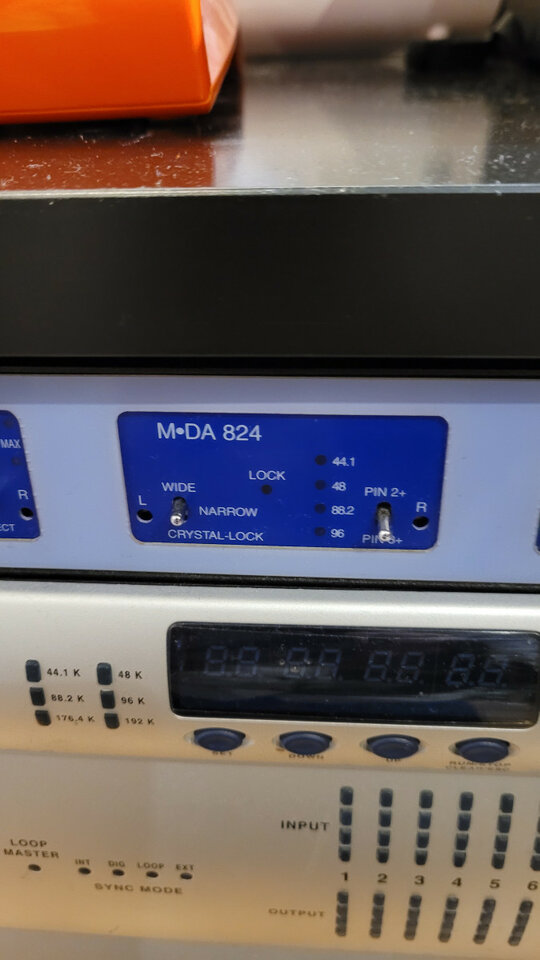 MAX
R
ECT
M•DA 824
44.1
LOCK
48
WIDE
PIN 2+
L
R
NARROW
88.2
CRYSTAL-LOCK
96
44.1 K
48 K
88.2 K
96 K
176.4 K
192 K
SET
DOWN
UP
INPUT
LOOP
MASTER
INT DIG LOOP EXT
SYNC MODE
1 2 3 4 5 6
OUTPUT